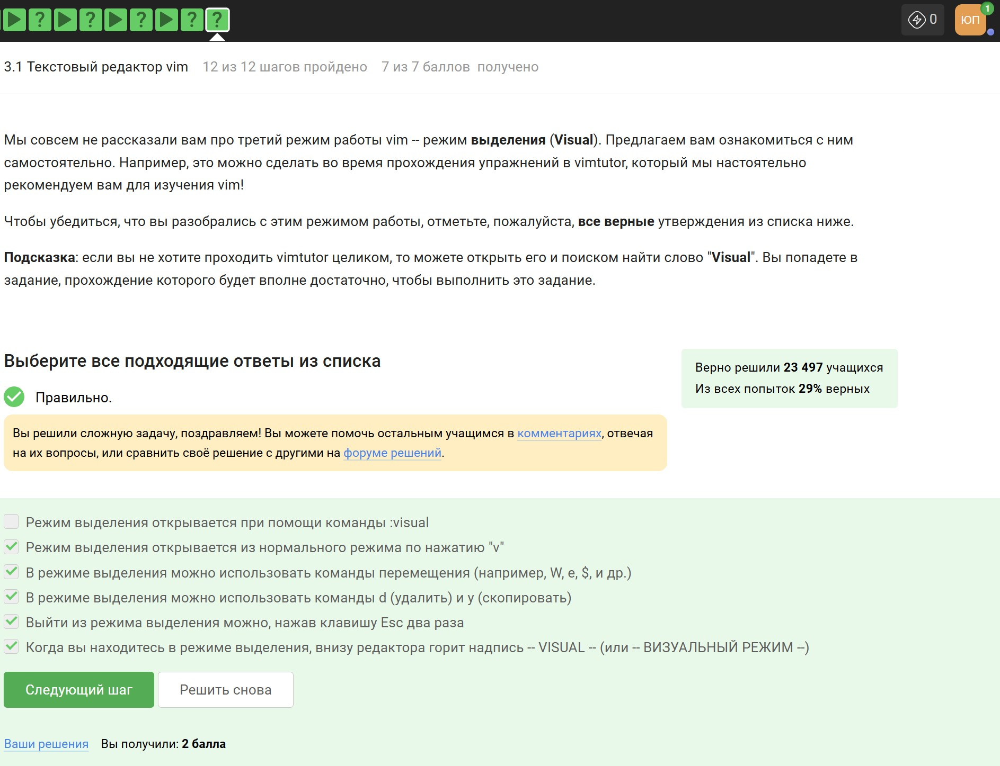 ? ? ? ? ?
0
ЮП
1
3.1 Текстовый редактор vim 12 из 12 шагов пройдено 7 из 7 баллов получено
Мы совсем не рассказали вам про третий режим работы vim -- режим выделения (Visual). Предлагаем вам ознакомиться с ним
самостоятельно. Например, это можно сделать во время прохождения упражнений в vimtutor, который мы настоятельно
рекомендуем вам для изучения vim!
Чтобы убедиться, что вы разобрались с этим режимом работы, отметьте, пожалуйста, все верные утверждения из списка ниже.
Подсказка: если вы не хотите проходить vimtutor целиком, то можете открыть его и поиском найти слово "Visual". Вы попадете в
задание, прохождение которого будет вполне достаточно, чтобы выполнить это задание.
Выберите все подходящие ответы из списка
Верно решили 23 497 учащихся
Из всех попыток 29% верных
Правильно.
Вы решили сложную задачу, поздравляем! Вы можете помочь остальным учащимся в комментариях, отвечая
на их вопросы, или сравнить своё решение с другими на форуме решений.
Режим выделения открывается при помощи команды :visual
Режим выделения открывается из нормального режима по нажатию "v"
В режиме выделения можно использовать команды перемещения (например, W, e, $, и др.)
В режиме выделения можно использовать команды d (удалить) и y (скопировать)
Выйти из режима выделения можно, нажав клавишу Esc два раза
Когда вы находитесь в режиме выделения, внизу редактора горит надпись -- VISUAL -- (или -- ВИЗУАЛЬНЫЙ РЕЖИМ --)
Следующий шаг Решить снова
Ваши решения Вы получили: 2 балла